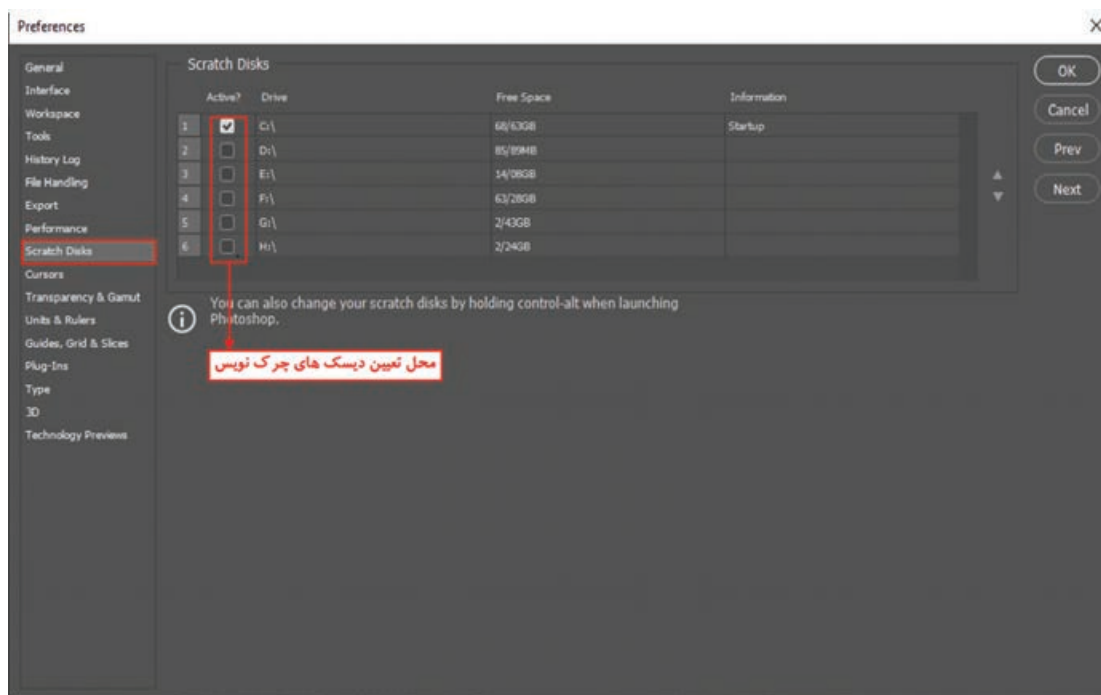 Preferences
General
Interface
Workspace
Tools
History Log
File Handling
Export
Performance
Scratch Disks
Cursors
Transparency & Gamut
Units & Rulers
Guides, Grid & Slices
Plug-Ins
Type
3D
Technology Previews
Scratch Disks
Active? Drive Free Space Information
1 C:\ 68/63GB Startup
2 D:\ 85/89MB
3 E:\ 14/08GB
4 F:\ 63/28GB
5 G:\ 2/43GB
6 H:\ 2/24GB
You can also change your scratch disks by holding control-alt when launching
Photoshop.
محل تعیین دیسک های چرک نویس
OK
Cancel
Prev
Next